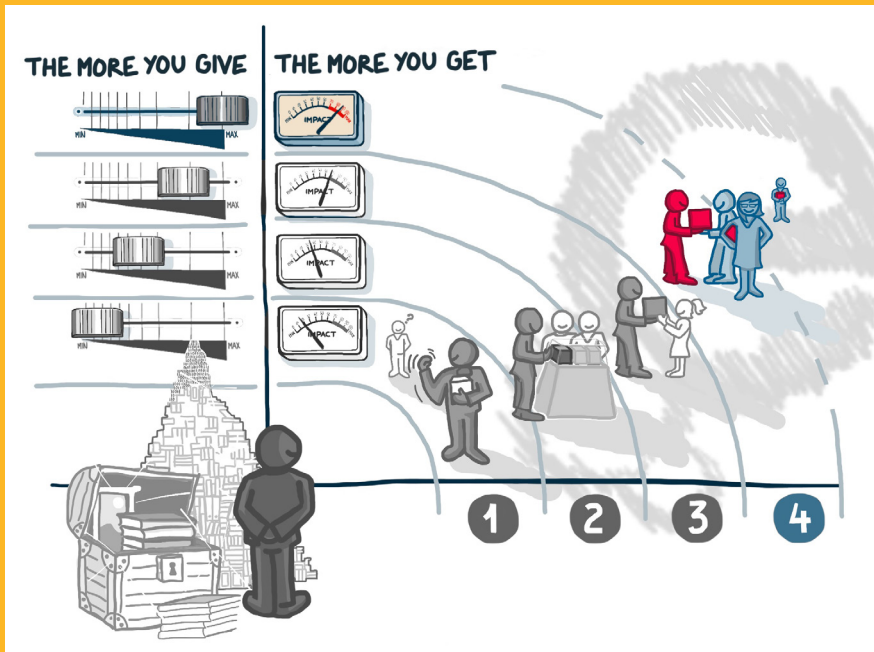 THE MORE YOU GIVE
THE MORE YOU GET
MIN
MAX
IMPACT
MIN
MAX
IMPACT
MIN
MAX
IMPACT
MIN
MAX
IMPACT
?
1
2
3
4